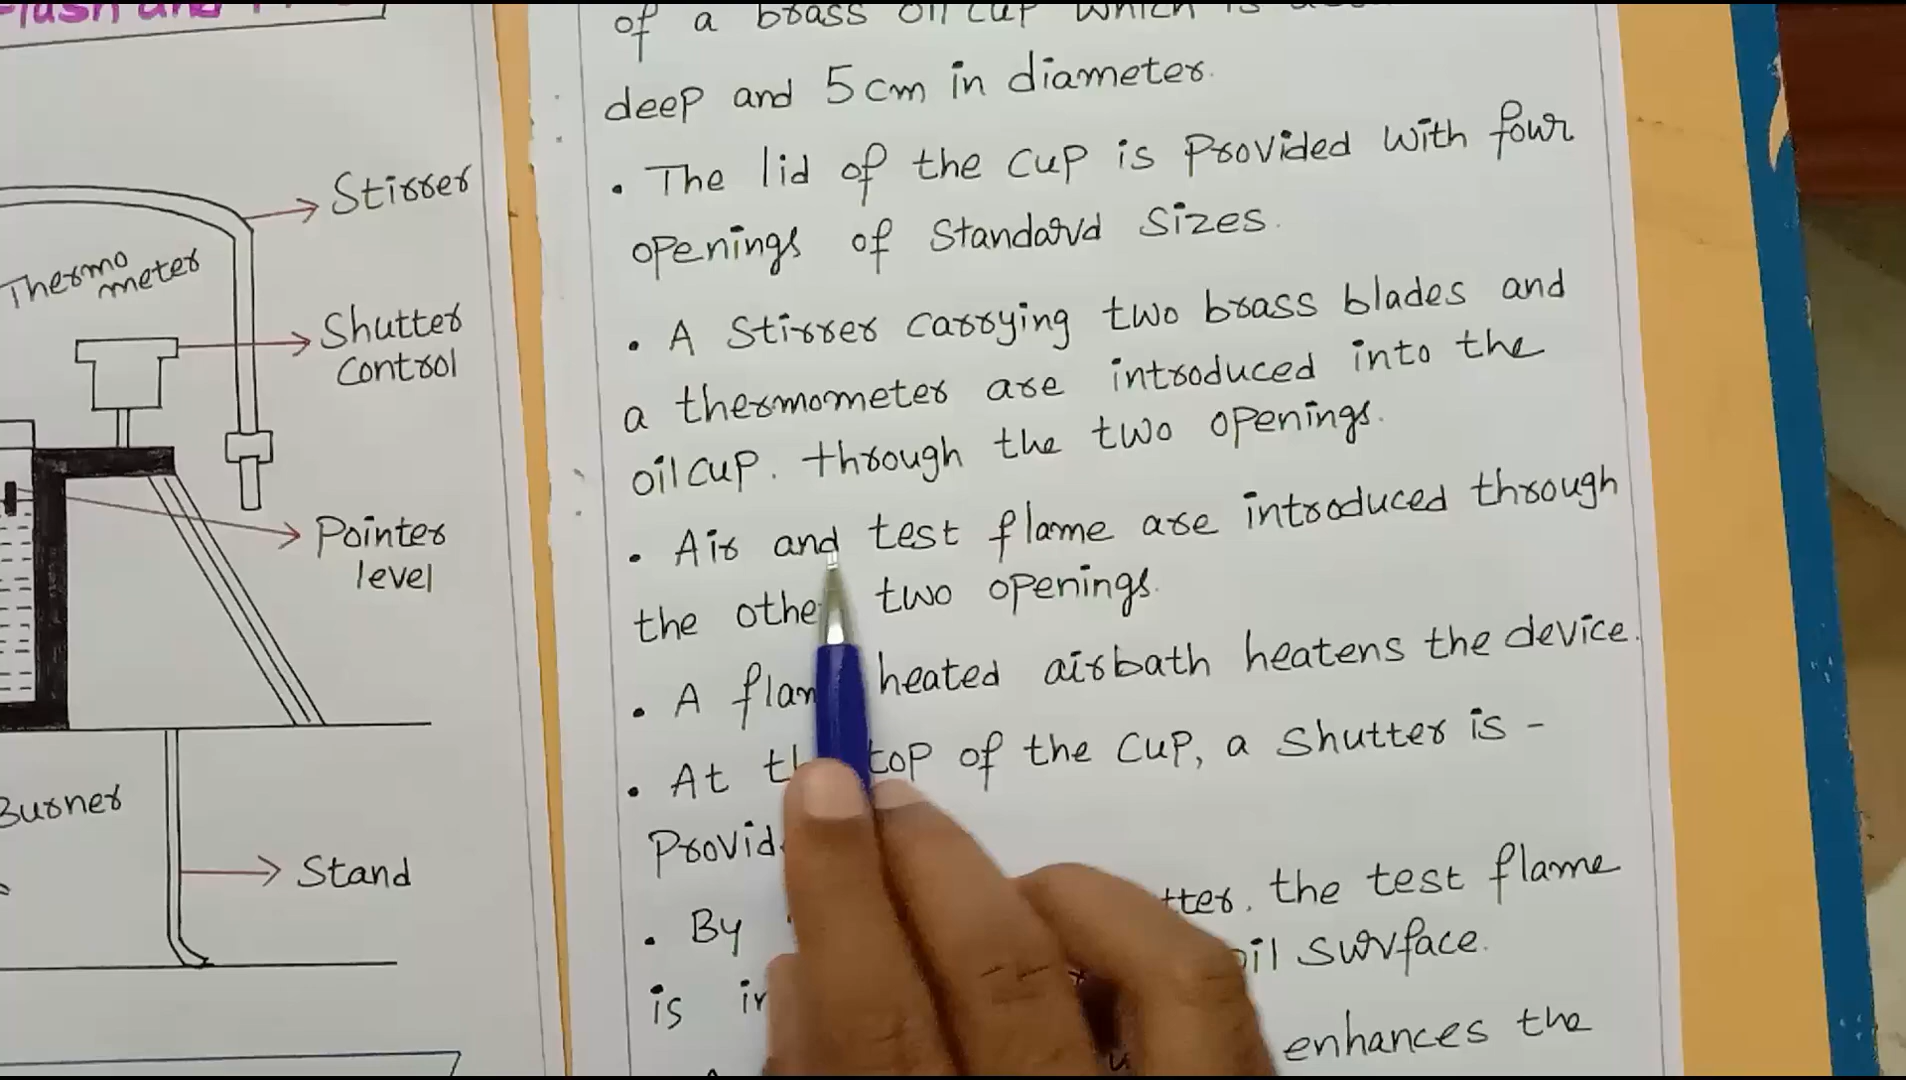 Flash and
Stirrer
Thermo
meter
Shutter
control
Pointer
level
Burner
Stand
of a brass oil cup which is
deep and 5 cm in diameter.
• The lid of the cup is provided with four
openings of standard sizes.
• A stirrer carrying two brass blades and
a thermometer are introduced into the
oil cup. through the two openings.
• Air and test flame are introduced through
the other two openings.
• A flame heated airbath heatens the device.
• At the top of the cup, a shutter is -
• By the test flame
is oil surface.
enhances the